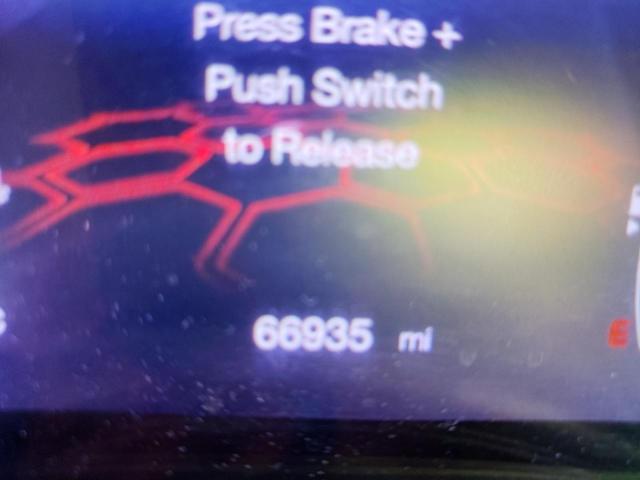 Press Brake +
Push Switch
to Release
66935 mi
E